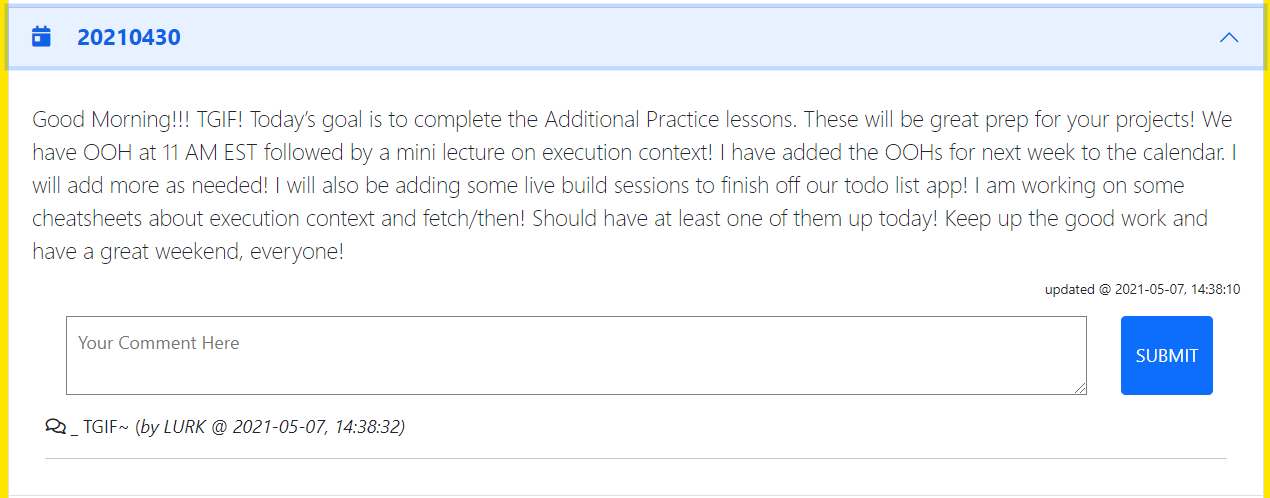 20210430
Good Morning!!! TGIF! Today's goal is to complete the Additional Practice lessons. These will be great prep for your projects! We
have OOH at 11 AM EST followed by a mini lecture on execution context! I have added the OOHs for next week to the calendar. I
will add more as needed! I will also be adding some live build sessions to finish off our todo list app! I am working on some
cheatsheets about execution context and fetch/then! Should have at least one of them up today! Keep up the good work and
have a great weekend, everyone!
updated @ 2021-05-07, 14:38:10
Your Comment Here
SUBMIT
_ TGIF~ (by LURK @ 2021-05-07, 14:38:32)